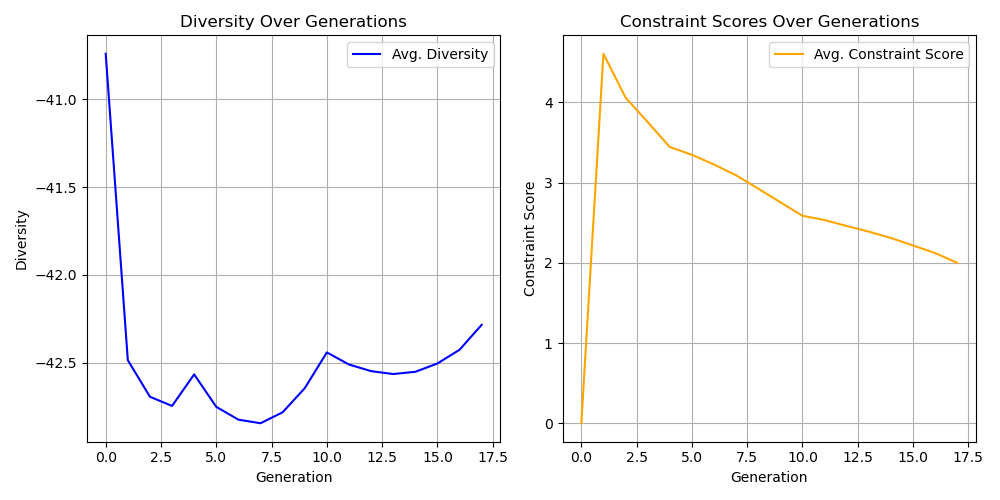 Diversity Over Generations
Avg. Diversity
Diversity
−41.0
−41.5
−42.0
−42.5
0.0 2.5 5.0 7.5 10.0 12.5 15.0 17.5
Generation
Constraint Scores Over Generations
Avg. Constraint Score
Constraint Score
4
3
2
1
0
0.0 2.5 5.0 7.5 10.0 12.5 15.0 17.5
Generation